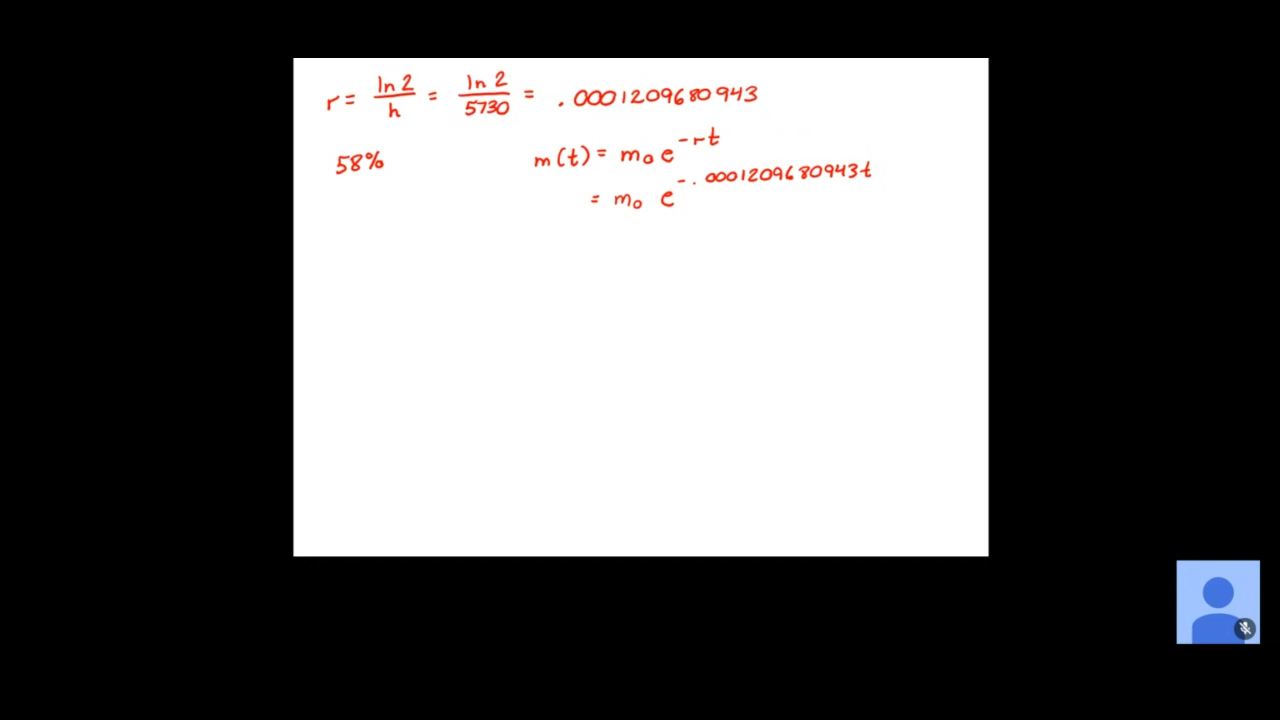 r = ln 2 / h = ln 2 / 5730 = .0001209680943
58%
m(t) = m₀ e^(-rt)
= m₀ e^(-.0001209680943t)